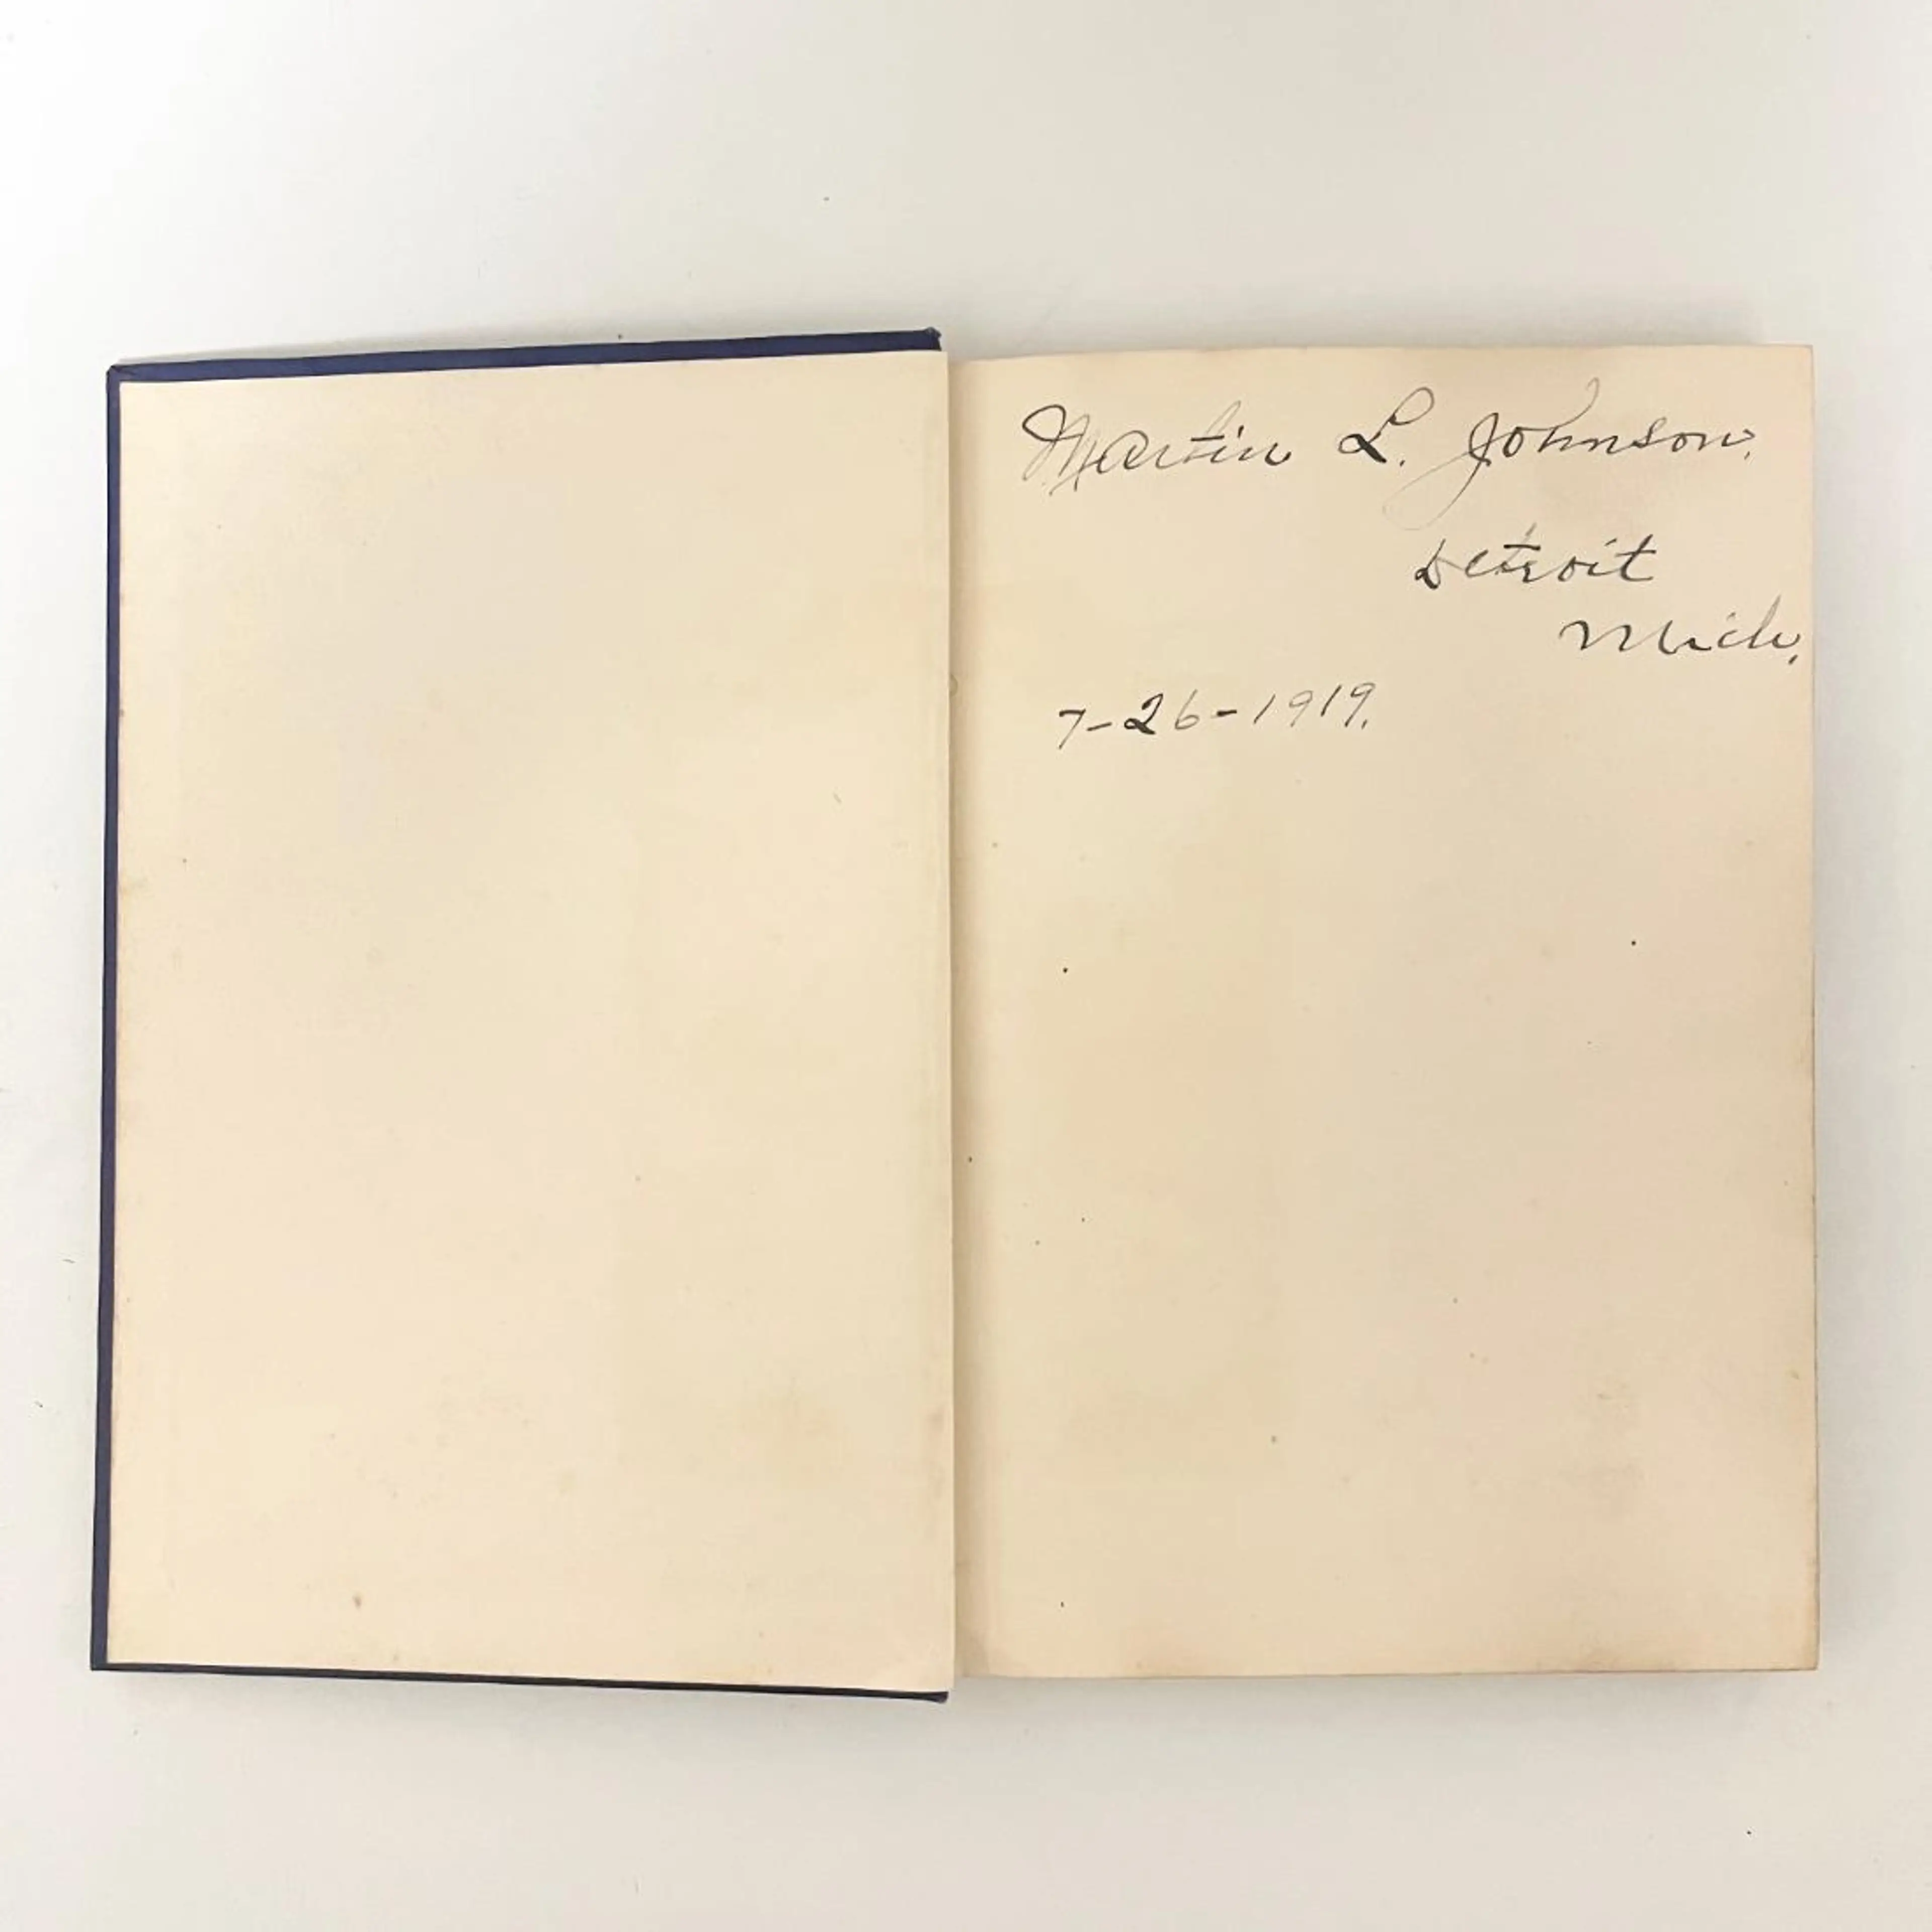 Martin L. Johnson.
Detroit
Mich.
7-26-1919.